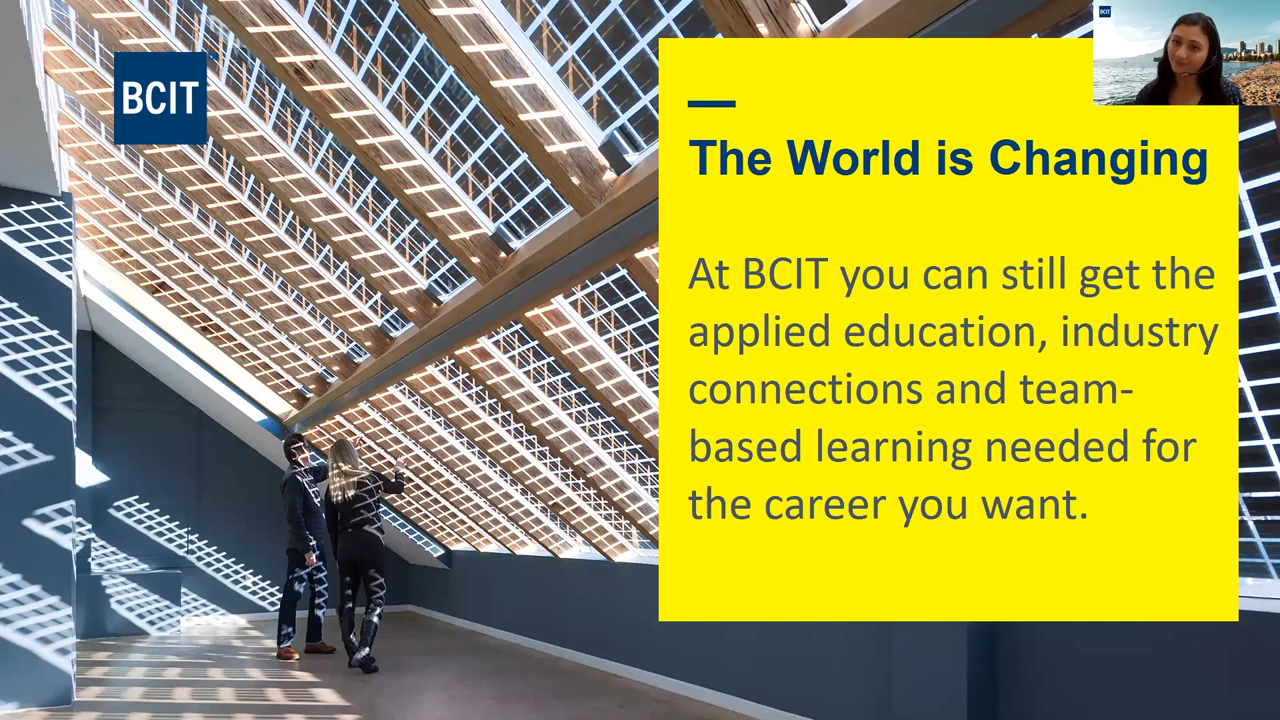 BCIT
BCIT
The World is Changing
At BCIT you can still get the
applied education, industry
connections and team-
based learning needed for
the career you want.